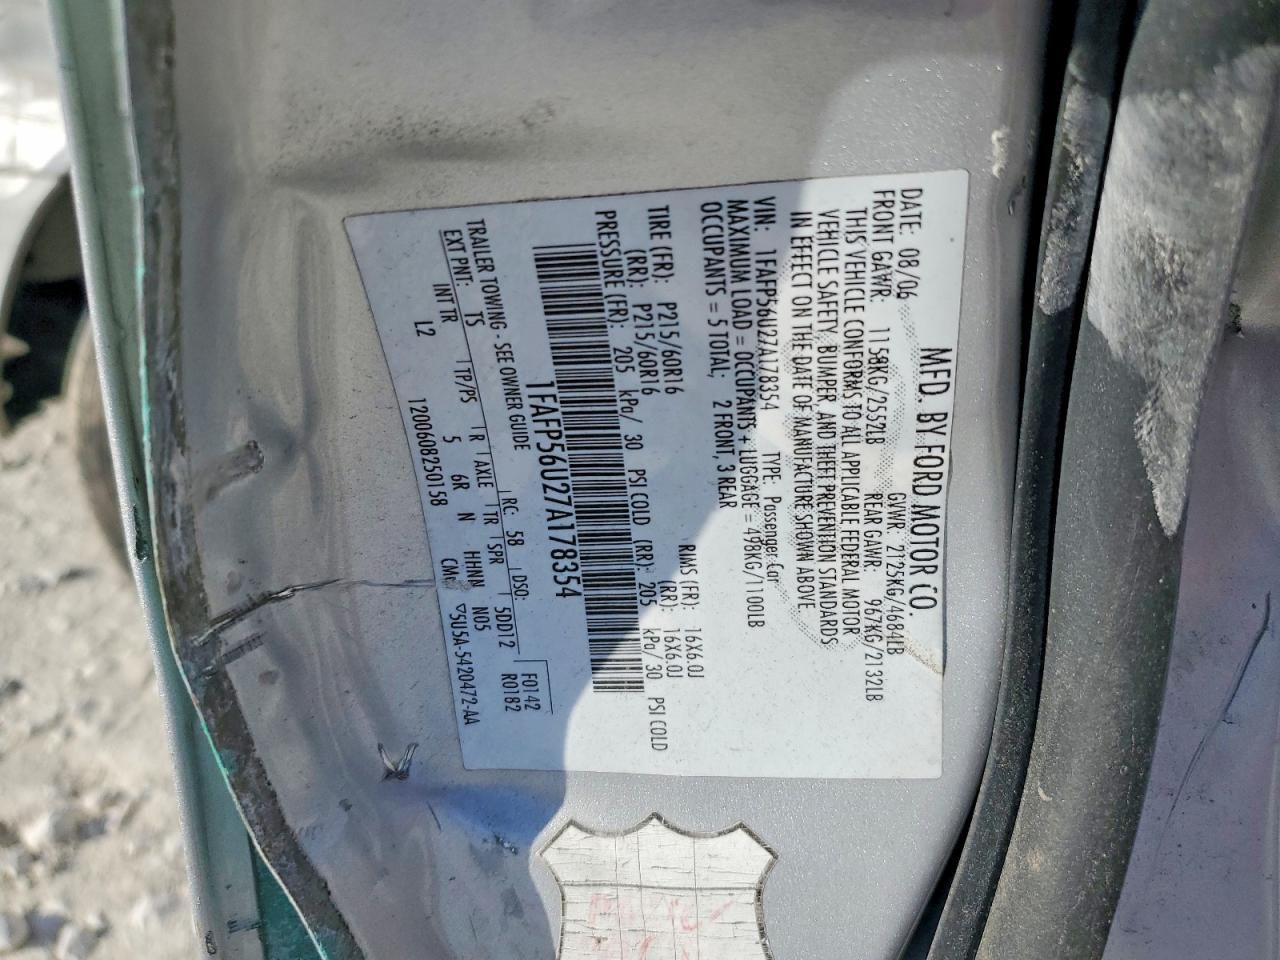 MFD. BY FORD MOTOR CO.
DATE: 08/06 GVWR: 2125KG/4684LB
FRONT GAWR: 1158KG/2552LB REAR GAWR: 967KG/2132LB
THIS VEHICLE CONFORMS TO ALL APPLICABLE FEDERAL MOTOR
VEHICLE SAFETY, BUMPER, AND THEFT PREVENTION STANDARDS
IN EFFECT ON THE DATE OF MANUFACTURE SHOWN ABOVE.
VIN: 1FAFP56U27A178354 TYPE: Passenger Car
MAXIMUM LOAD = OCCUPANTS + LUGGAGE = 498KG/1100LB
OCCUPANTS = 5 TOTAL, 2 FRONT, 3 REAR
TIRE (FR): P215/60R16 RIMS (FR): 16X6.0J
(RR): P215/60R16 (RR): 16X6.0J
PRESSURE (FR): 205 kPa/ 30 PSI COLD (RR): 205 kPa/ 30 PSI COLD
1FAFP56U27A178354
F0142
TRAILER TOWING - SEE OWNER GUIDE RC: 58 DSO: R0182
EXT PNT: TS 5DD12
INT TR TP/PS R AXLE TR SPR
L2 5 6R N HHNN N05
1200608250158 CMC ▽5U5A-5420472-AA